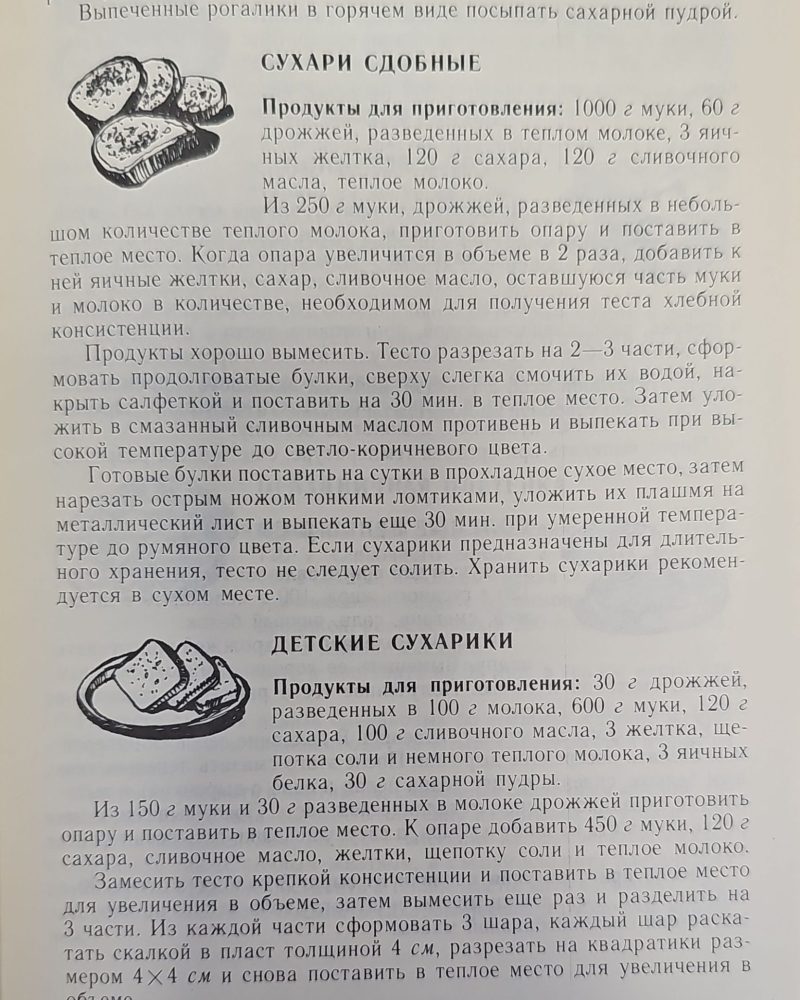 Выпеченные рогалики в горячем виде посыпать сахарной пудрой.
СУХАРИ СДОБНЫЕ
Продукты для приготовления: 1000 г муки, 60 г
дрожжей, разведенных в теплом молоке, 3 яич-
ных желтка, 120 г сахара, 120 г сливочного
масла, теплое молоко.
Из 250 г муки, дрожжей, разведенных в неболь-
шом количестве теплого молока, приготовить опару и поставить в
теплое место. Когда опара увеличится в объеме в 2 раза, добавить к
ней яичные желтки, сахар, сливочное масло, оставшуюся часть муки
и молоко в количестве, необходимом для получения теста хлебной
консистенции.
Продукты хорошо вымесить. Тесто разрезать на 2—3 части, сфор-
мовать продолговатые булки, сверху слегка смочить их водой, на-
крыть салфеткой и поставить на 30 мин. в теплое место. Затем уло-
жить в смазанный сливочным маслом противень и выпекать при вы-
сокой температуре до светло-коричневого цвета.
Готовые булки поставить на сутки в прохладное сухое место, затем
нарезать острым ножом тонкими ломтиками, уложить их плашмя на
металлический лист и выпекать еще 30 мин. при умеренной темпера-
туре до румяного цвета. Если сухарики предназначены для длитель-
ного хранения, тесто не следует солить. Хранить сухарики рекомен-
дуется в сухом месте.
ДЕТСКИЕ СУХАРИКИ
Продукты для приготовления: 30 г дрожжей,
разведенных в 100 г молока, 600 г муки, 120 г
сахара, 100 г сливочного масла, 3 желтка, ще-
потка соли и немного теплого молока, 3 яичных
белка, 30 г сахарной пудры.
Из 150 г муки и 30 г разведенных в молоке дрожжей приготовить
опару и поставить в теплое место. К опаре добавить 450 г муки, 120 г
сахара, сливочное масло, желтки, щепотку соли и теплое молоко.
Замесить тесто крепкой консистенции и поставить в теплое место
для увеличения в объеме, затем вымесить еще раз и разделить на
3 части. Из каждой части сформовать 3 шара, каждый шар раска-
тать скалкой в пласт толщиной 4 см, разрезать на квадратики раз-
мером 4×4 см и снова поставить в теплое место для увеличения в
объеме